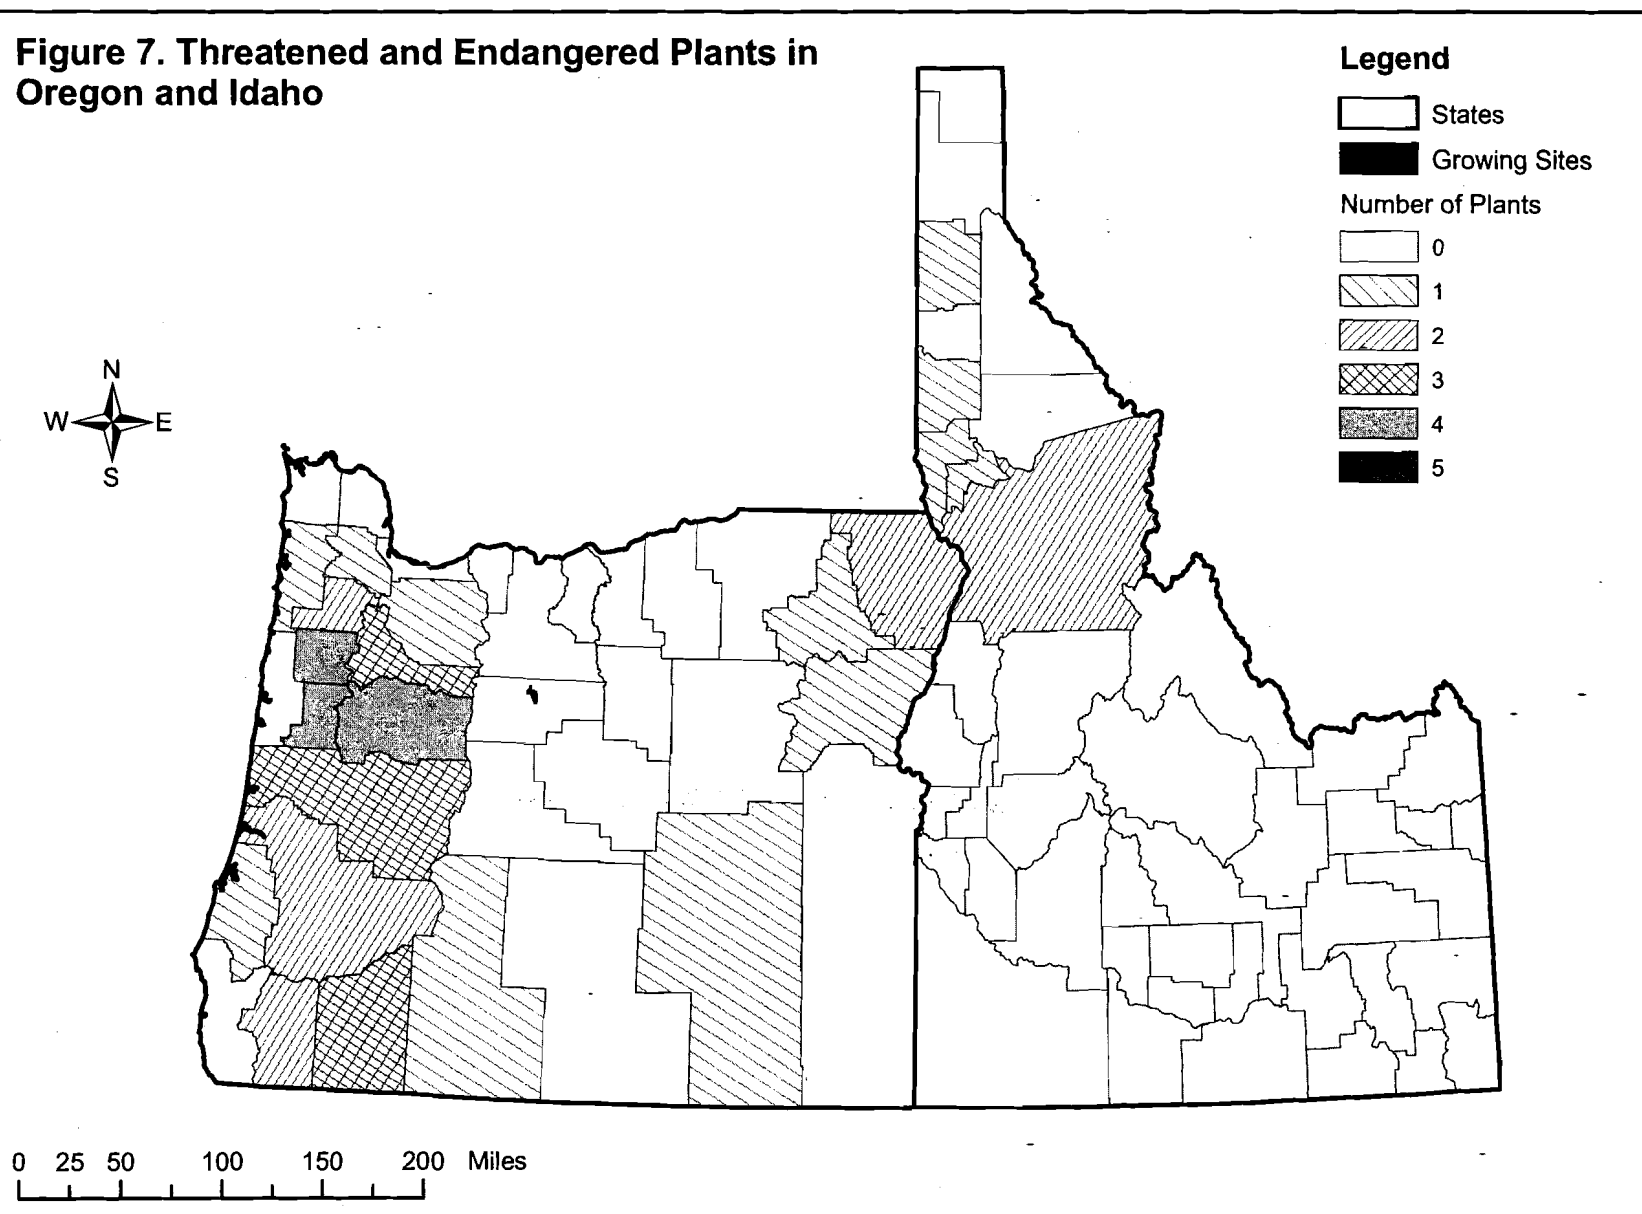 Figure 7. Threatened and Endangered Plants in
Oregon and Idaho
Legend
States
Growing Sites
Number of Plants
0
1
2
3
4
5
N
W E
S
0 25 50 100 150 200 Miles